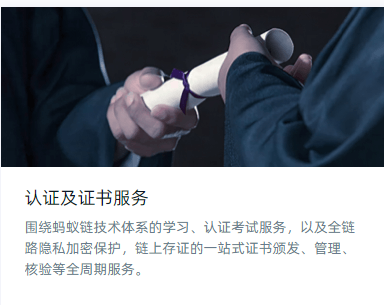 认证及证书服务
围绕蚂蚁链技术体系的学习、认证考试服务，以及全链
路隐私加密保护，链上存证的一站式证书颁发、管理、
核验等全周期服务。